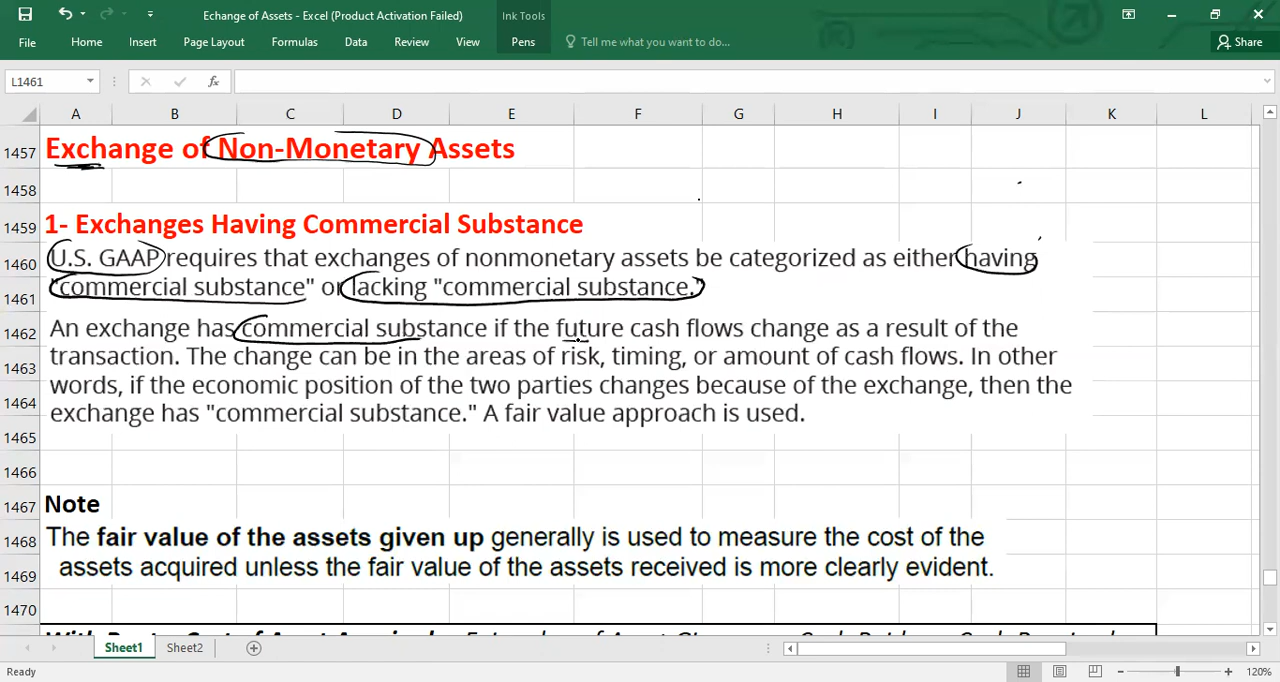 Echange of Assets - Excel (Product Activation Failed)
Ink Tools
File Home Insert Page Layout Formulas Data Review View Pens Tell me what you want to do... Share
L1461 fx
A B C D E F G H I J K L
1457 Exchange of Non-Monetary Assets
1458
1459 1- Exchanges Having Commercial Substance
1460 U.S. GAAP requires that exchanges of nonmonetary assets be categorized as either having
1461 "commercial substance" or lacking "commercial substance."
1462 An exchange has commercial substance if the future cash flows change as a result of the
1463 transaction. The change can be in the areas of risk, timing, or amount of cash flows. In other
1464 words, if the economic position of the two parties changes because of the exchange, then the
1465 exchange has "commercial substance." A fair value approach is used.
1466
1467 Note
1468 The fair value of the assets given up generally is used to measure the cost of the
1469 assets acquired unless the fair value of the assets received is more clearly evident.
1470
Sheet1 Sheet2
Ready 120%